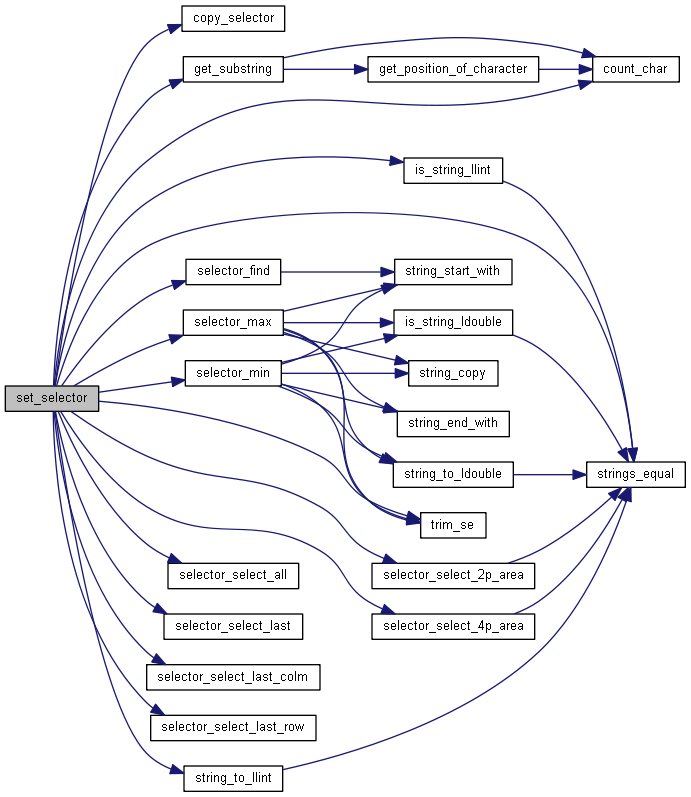 copy_selector
get_substring
get_position_of_character
count_char
is_string_llint
selector_find
string_start_with
selector_max
is_string_ldouble
selector_min
string_copy
set_selector
string_end_with
string_to_ldouble
strings_equal
trim_se
selector_select_all
selector_select_2p_area
selector_select_last
selector_select_4p_area
selector_select_last_colm
selector_select_last_row
string_to_llint